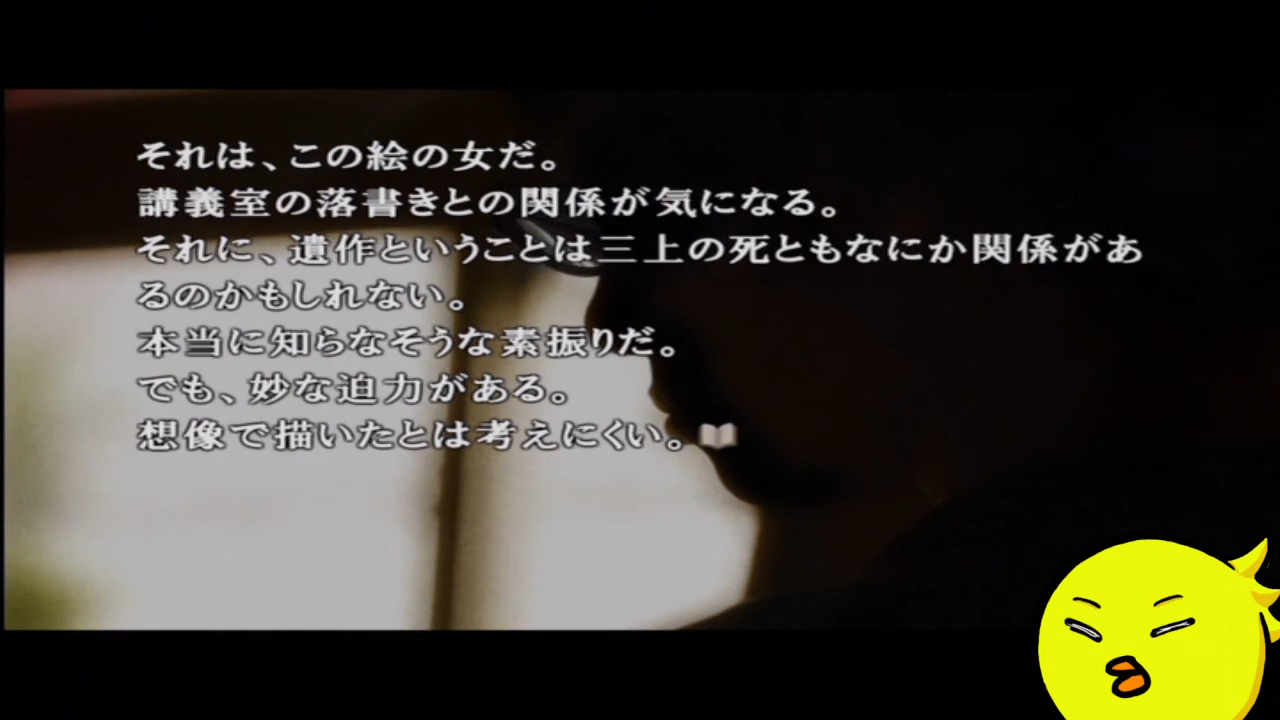 それは、この絵の女だ。
講義室の落書きとの関係が気になる。
それに、遺作ということは三上の死ともなにか関係があ
るのかもしれない。
本当に知らなそうな素振りだ。
でも、妙な迫力がある。
想像で描いたとは考えにくい。